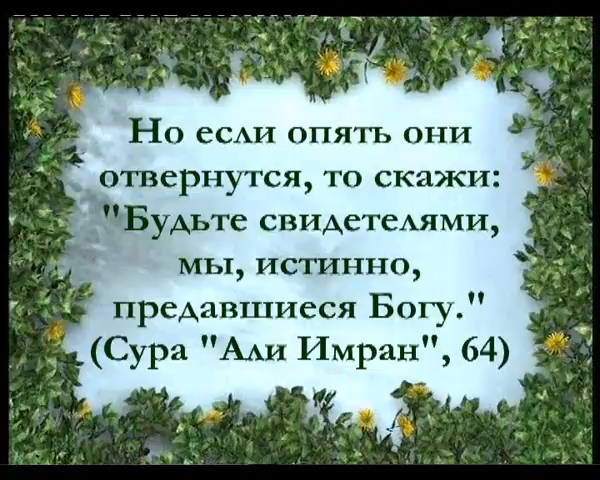 Но если опять они
отвернутся, то скажи:
"Будьте свидетелями,
мы, истинно,
предавшиеся Богу."
(Сура "Али Имран", 64)